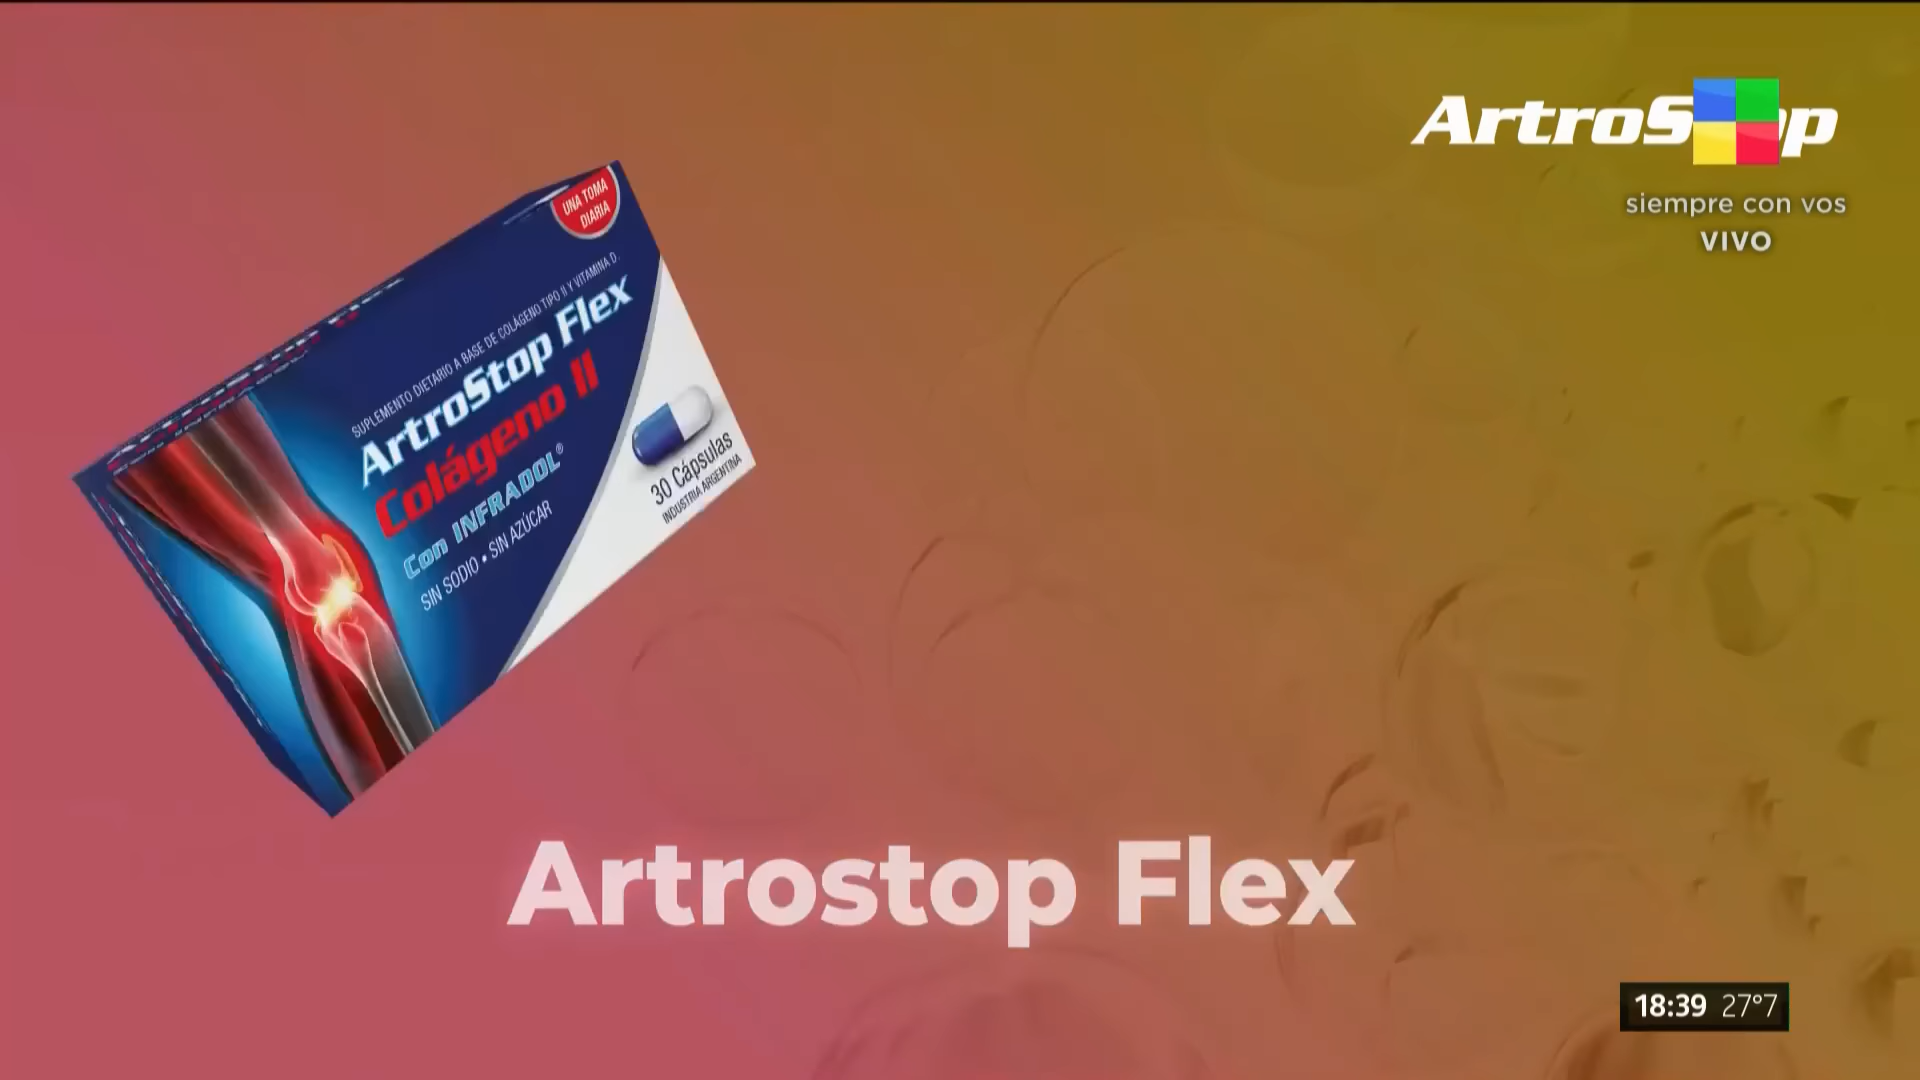 ArtroS p
siempre con vos
VIVO
UNA TOMA
DIARIA
SUPLEMENTO DIETARIO A BASE DE COLÁGENO TIPO II Y VITAMINA D.
ArtroStop Flex
Colágeno II
Con INFRADOL®
SIN SODIO • SIN AZÚCAR
30 Cápsulas
INDUSTRIA ARGENTINA
Artrostop Flex
18:39 27°7